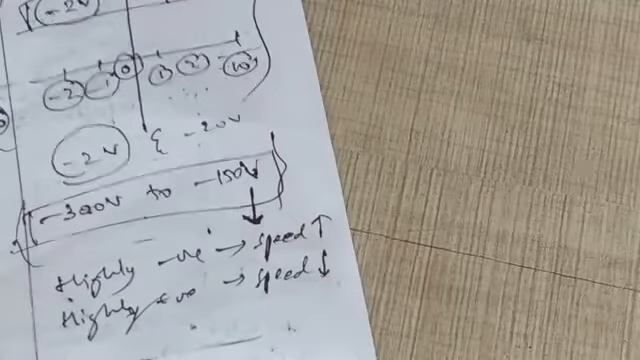 (-2V)
-2 -1 0 1 2 10
-2V & -20V
-300V to -150V
Highly -ve → speed ↑
Highly +ve → speed ↓